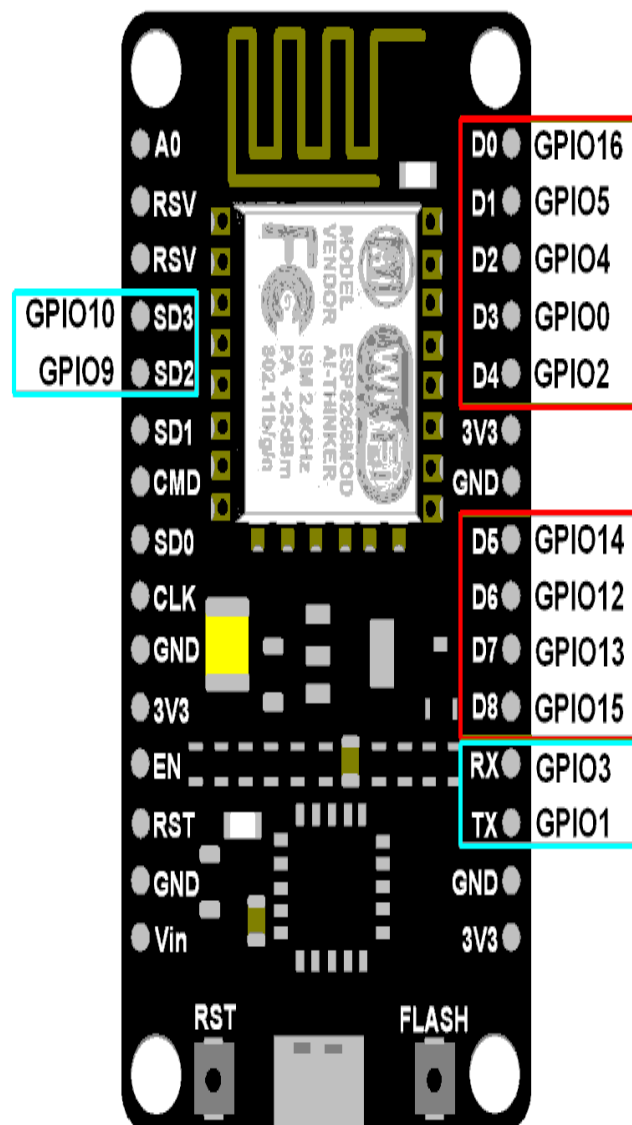 A0
RSV
RSV
GPIO10 SD3
GPIO9 SD2
SD1
CMD
SD0
CLK
GND
3V3
EN
RST
GND
Vin
MODEL ESP8266MOD
VENDOR AI-THINKER
ISM 2.4GHz
PA +25dBm
802.11b/g/n
D0 GPIO16
D1 GPIO5
D2 GPIO4
D3 GPIO0
D4 GPIO2
3V3
GND
D5 GPIO14
D6 GPIO12
D7 GPIO13
D8 GPIO15
RX GPIO3
TX GPIO1
GND
3V3
RST
FLASH